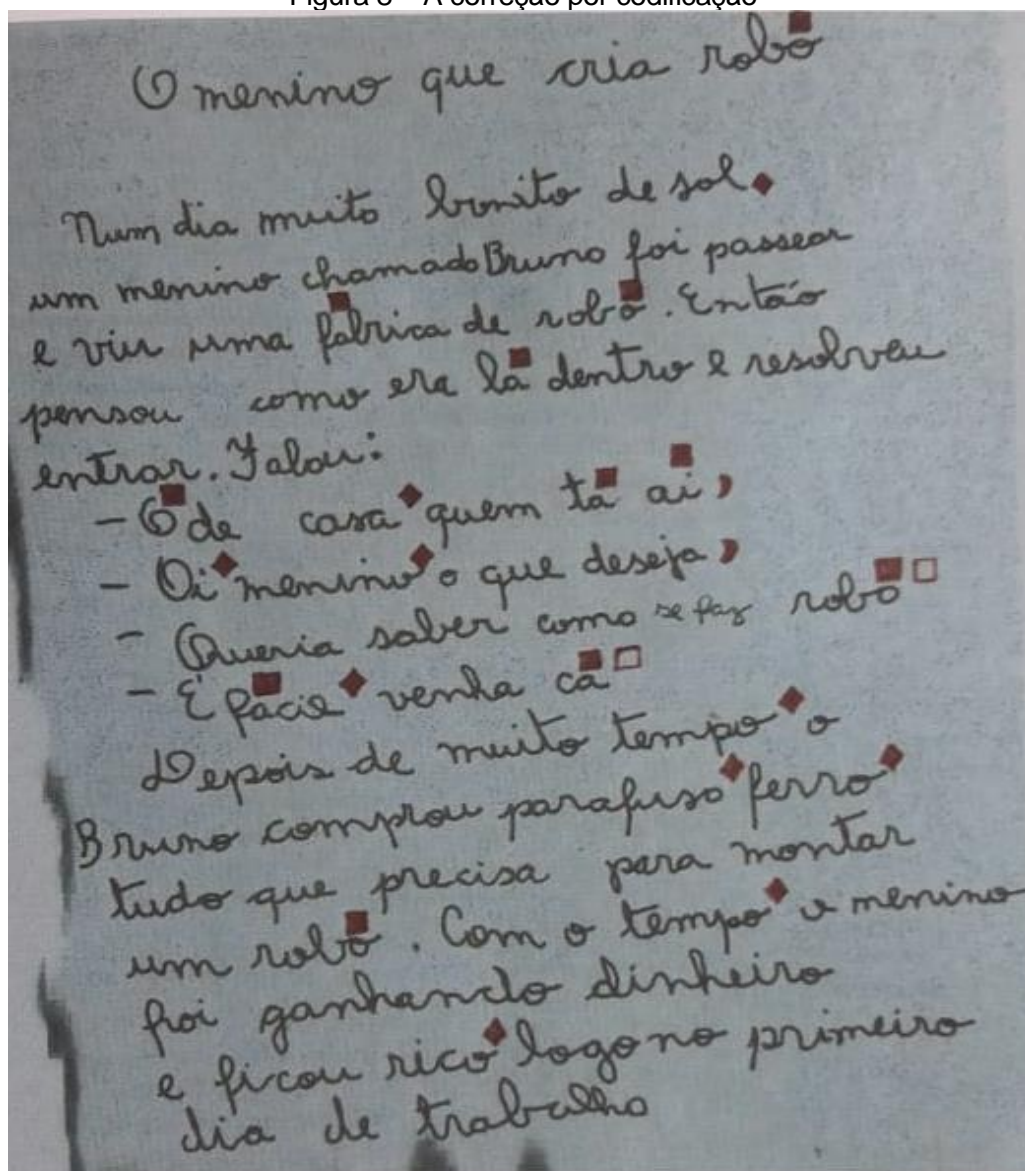 Figura 8 – A correção por codificação
O menino que cria robo
Num dia muito bonito de sol
um menino chamado Bruno foi passear
e viu uma fabrica de robo. Então
pensou como era la dentro e resolveu
entrar. Falou:
- O de casa quem ta ai
- Oi menino o que deseja
- Queria saber como se faz robo
- É facil venha ca
Depois de muito tempo o
Bruno comprou parafuso ferro
tudo que precisa para montar
um robo. Com o tempo o menino
foi ganhando dinheiro
e ficou rico logo no primeiro
dia de trabalho